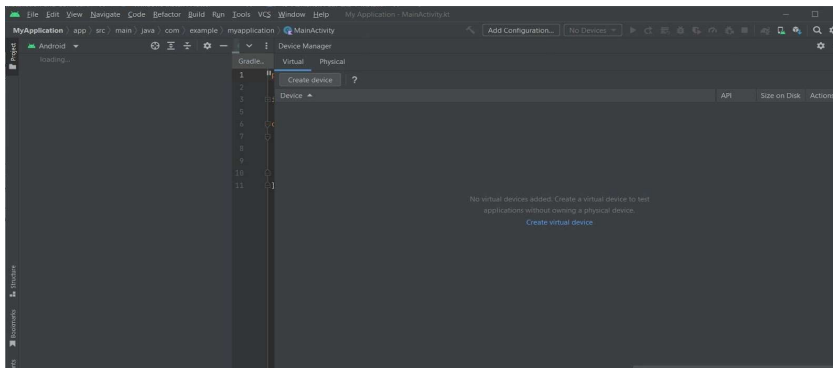 File Edit View Navigate Code Refactor Build Run Tools VCS Window Help My Application - MainActivity.kt
MyApplication app src main java com example myapplication MainActivity Add Configuration... No Devices
Project
Android
Device Manager
loading...
Gradle...
Virtual Physical
Create device ?
Device API Size on Disk Actions
1
2
3
5
6
7
8
9
10
11
No virtual devices added. Create a virtual device to test
applications without owning a physical device.
Create virtual device
Structure
Bookmarks